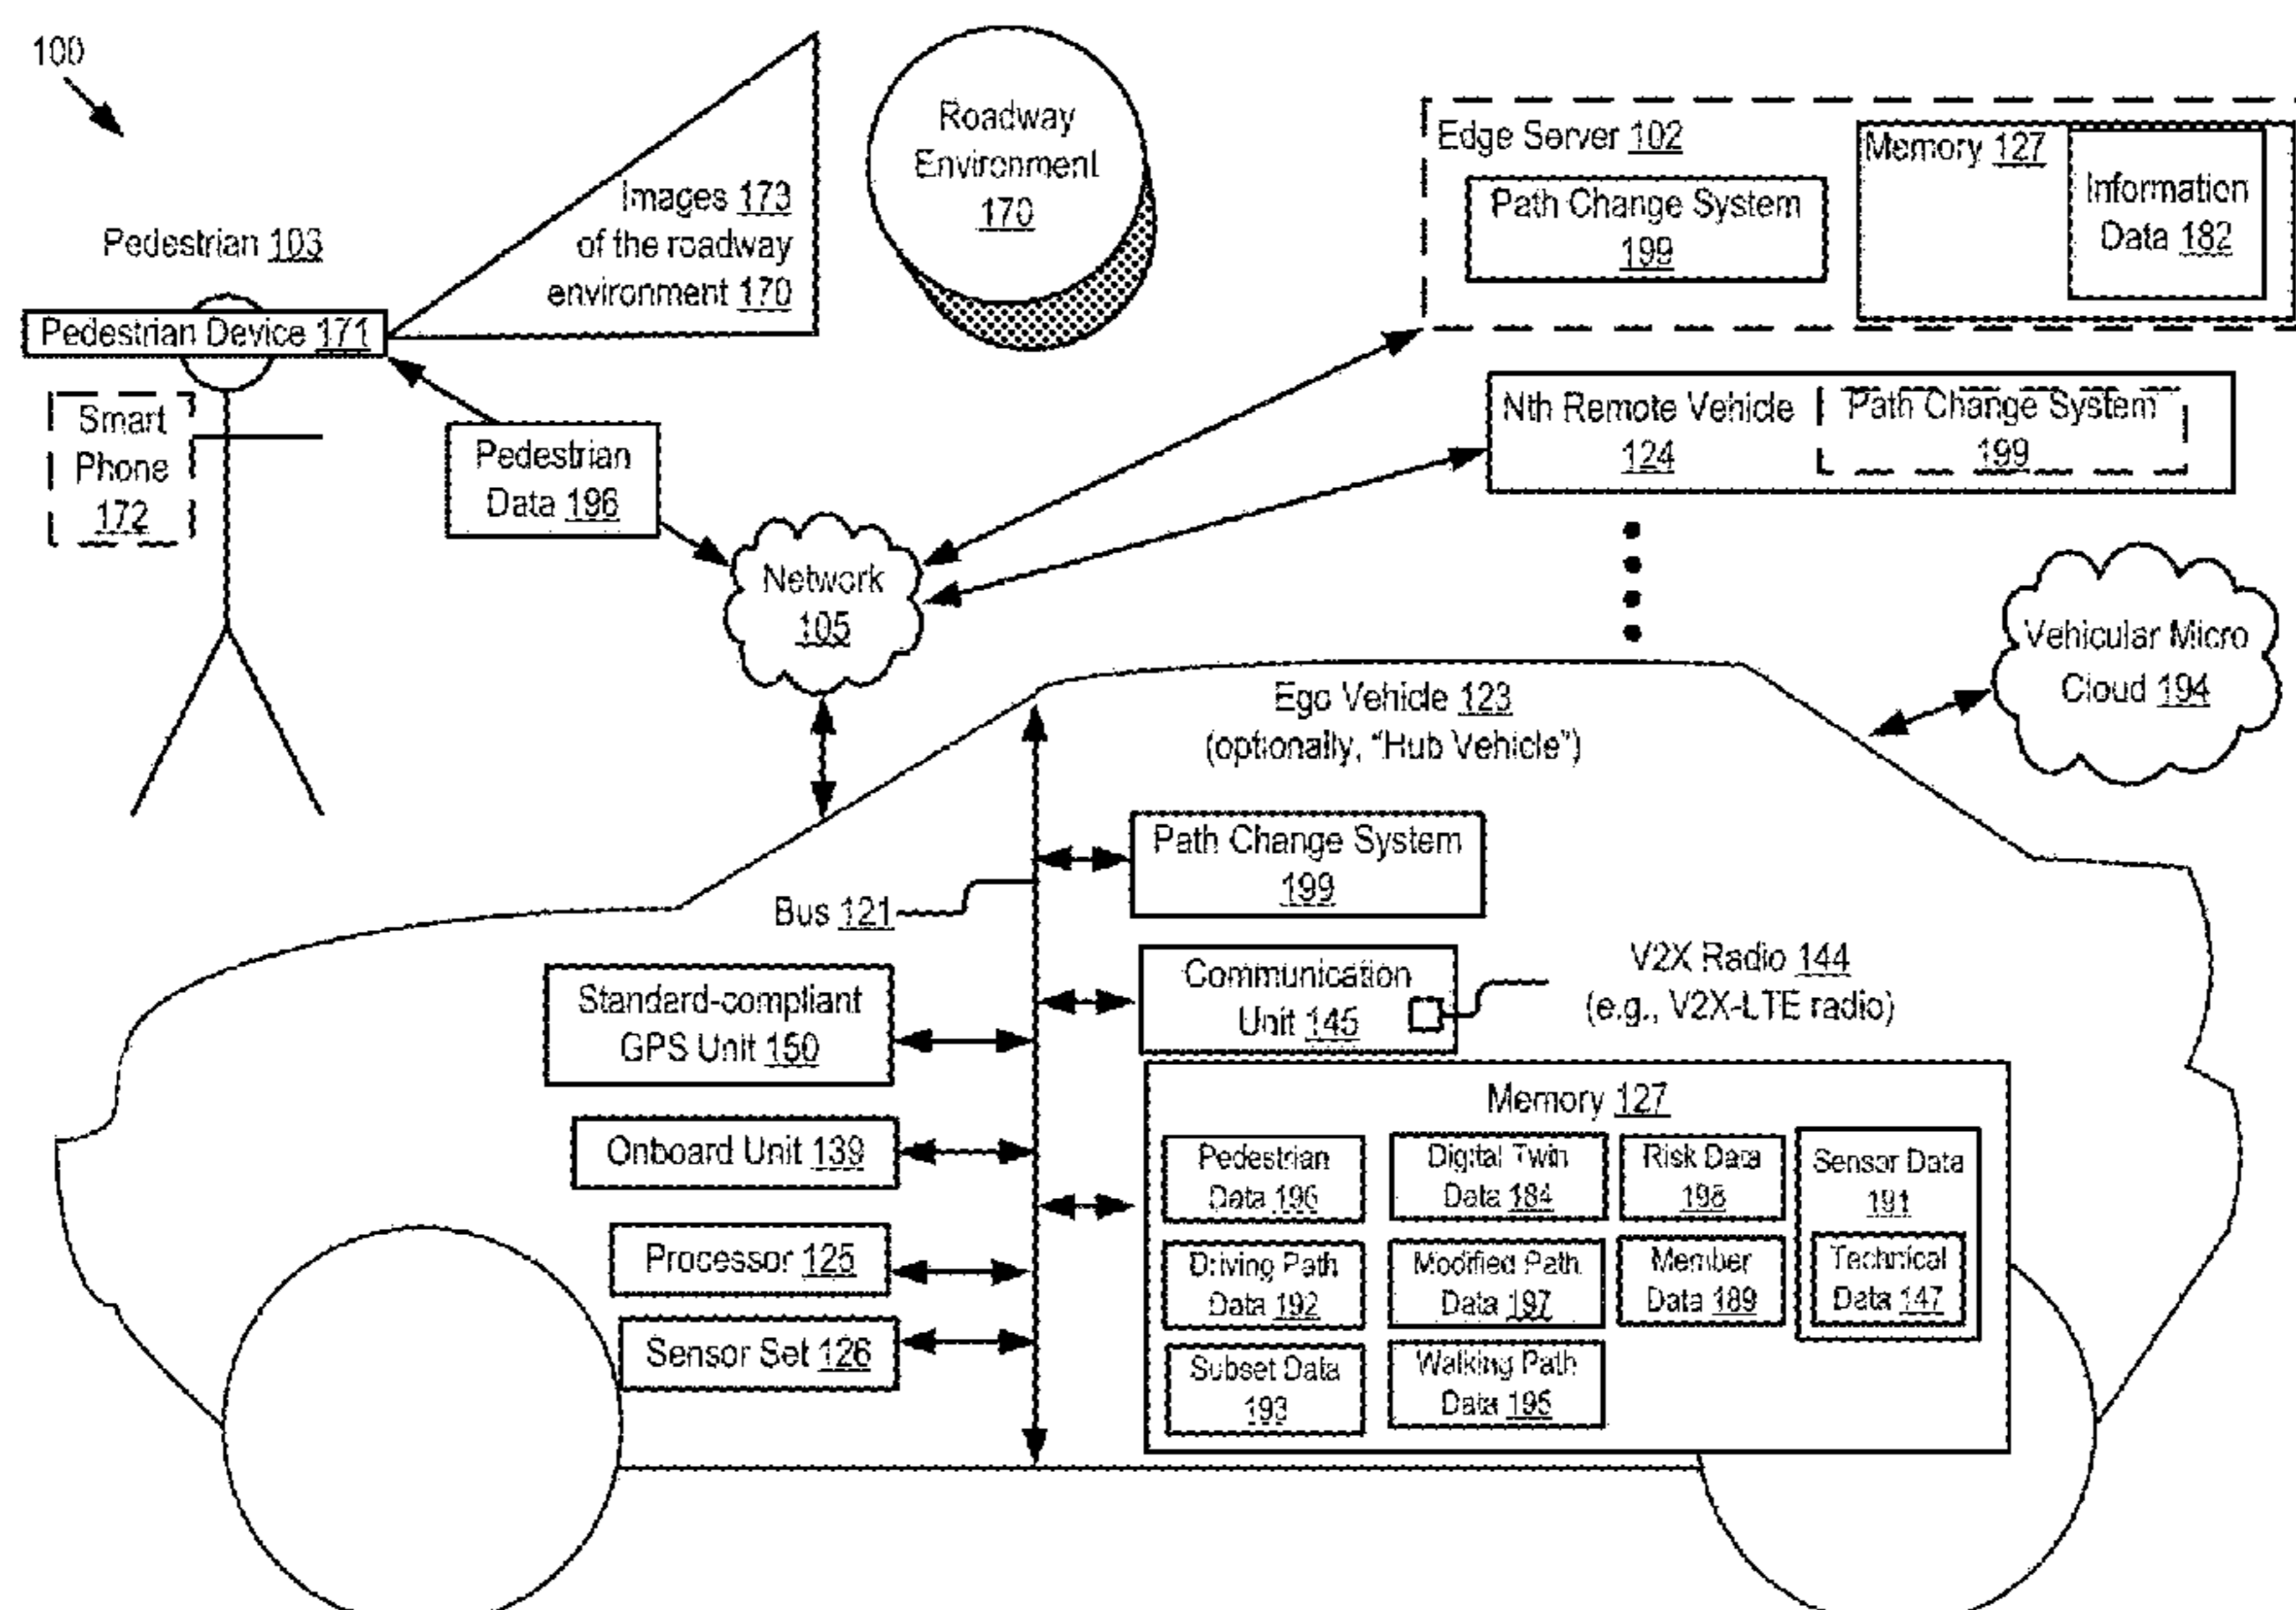 100
Pedestrian 103
Pedestrian Device 171
Smart
Phone
172
Images 173
of the roadway
environment 170
Roadway
Environment
170
Edge Server 102
Path Change System
199
Memory 127
Information
Data 182
Pedestrian
Data 196
Nth Remote Vehicle
124
Path Change System
199
Network
105
Vehicular Micro
Cloud 194
Ego Vehicle 123
(optionally, "Hub Vehicle")
Path Change System
199
Bus 121
Communication
Unit 145
V2X Radio 144
(e.g., V2X-LTE radio)
Standard-compliant
GPS Unit 150
Onboard Unit 139
Processor 125
Sensor Set 126
Memory 127
Pedestrian
Data 196
Digital Twin
Data 184
Risk Data
198
Sensor Data
191
Driving Path
Data 192
Modified Path
Data 197
Member
Data 189
Technical
Data 147
Subset Data
193
Walking Path
Data 195